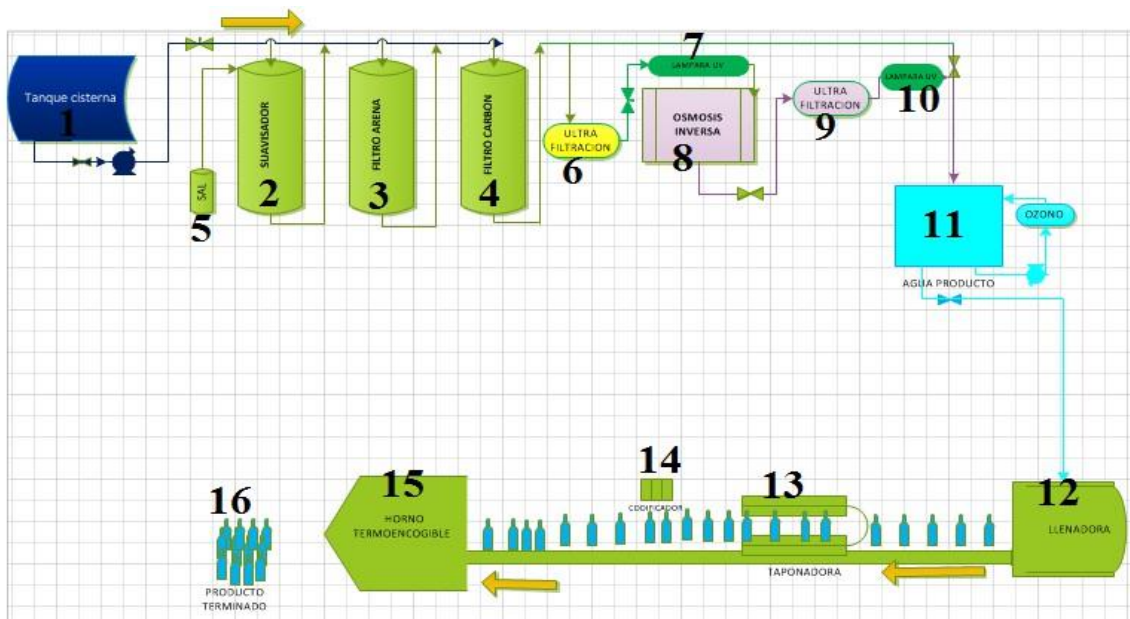 Tanque cisterna
1
SUAVISADOR
2
FILTRO ARENA
3
FILTRO CARBON
4
SAL
5
ULTRA
FILTRACION
6
7
LAMPARA UV
OSMOSIS
INVERSA
8
ULTRA
FILTRACION
9
LAMPARA UV
10
11
OZONO
AGUA PRODUCTO
12
LLENADORA
13
TAPONADORA
14
CODIFICADOR
15
HORNO
TERMOENCOGIBLE
16
PRODUCTO
TERMINADO